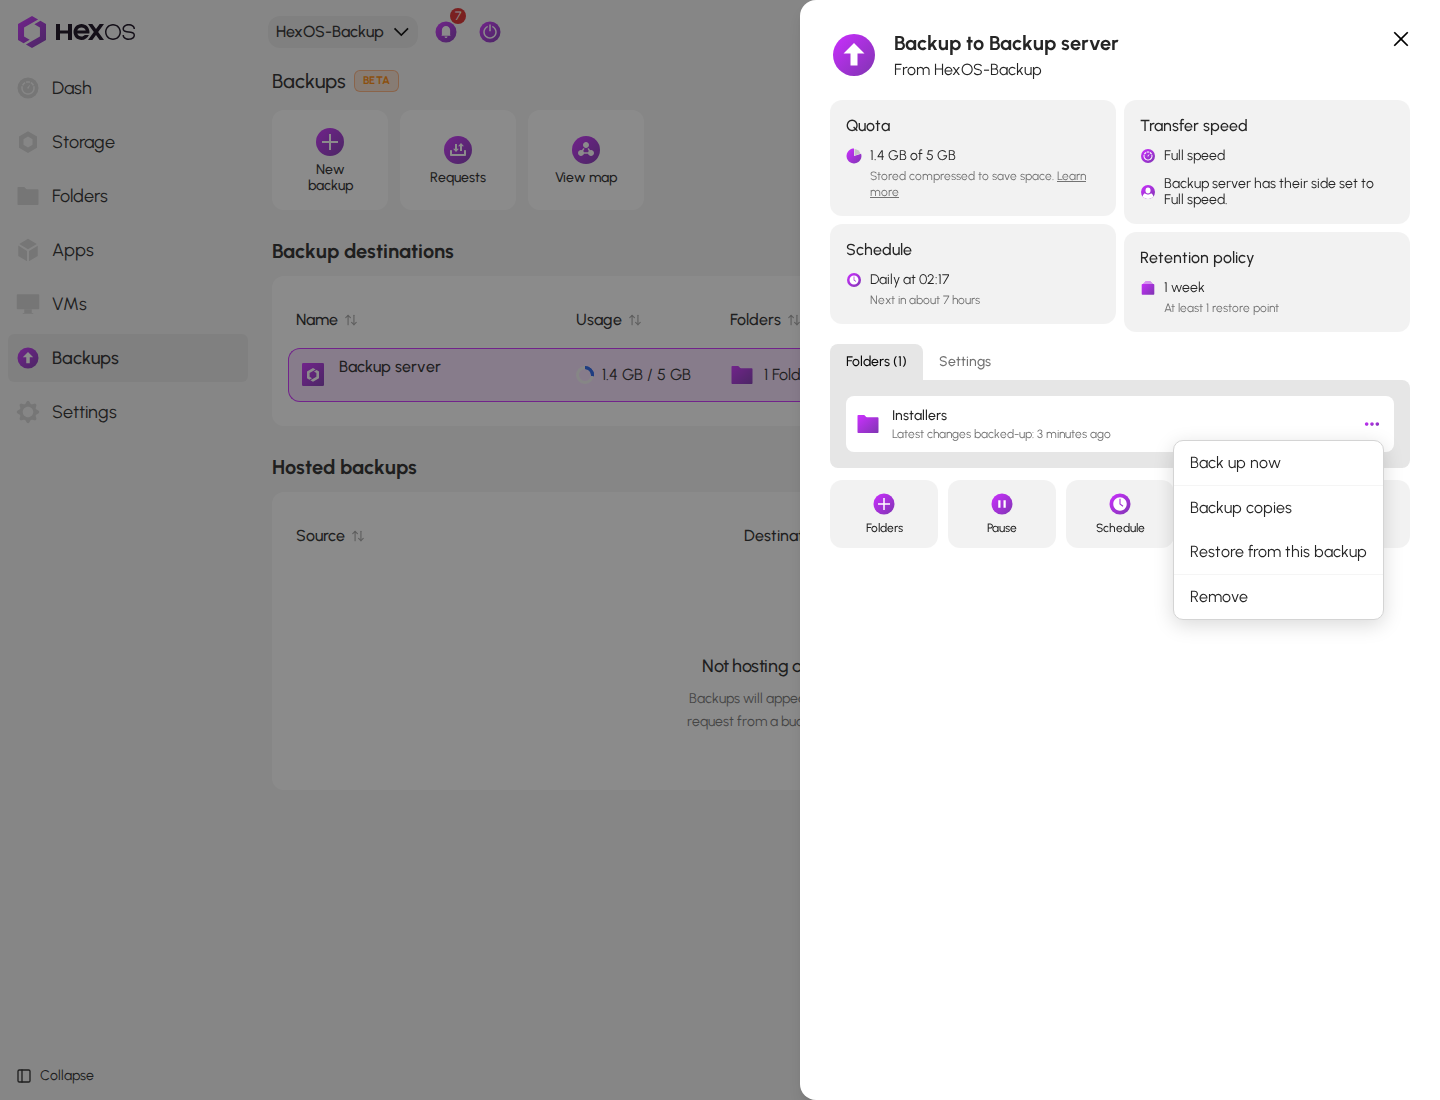 HexOS
HexOS-Backup
7
Dash
Storage
Folders
Apps
VMs
Backups
Settings
Collapse
Backups BETA
New
backup
Requests
View map
Backup destinations
Name
Usage
Folders
Backup server
1.4 GB / 5 GB
1 Fold
Hosted backups
Source
Destinat
Not hosting
Backups will appe
request from a bu
Backup to Backup server
From HexOS-Backup
Quota
1.4 GB of 5 GB
Stored compressed to save space. Learn
more
Transfer speed
Full speed
Backup server has their side set to
Full speed.
Schedule
Daily at 02:17
Next in about 7 hours
Retention policy
1 week
At least 1 restore point
Folders (1)
Settings
Installers
Latest changes backed-up: 3 minutes ago
Folders
Pause
Schedule
Back up now
Backup copies
Restore from this backup
Remove